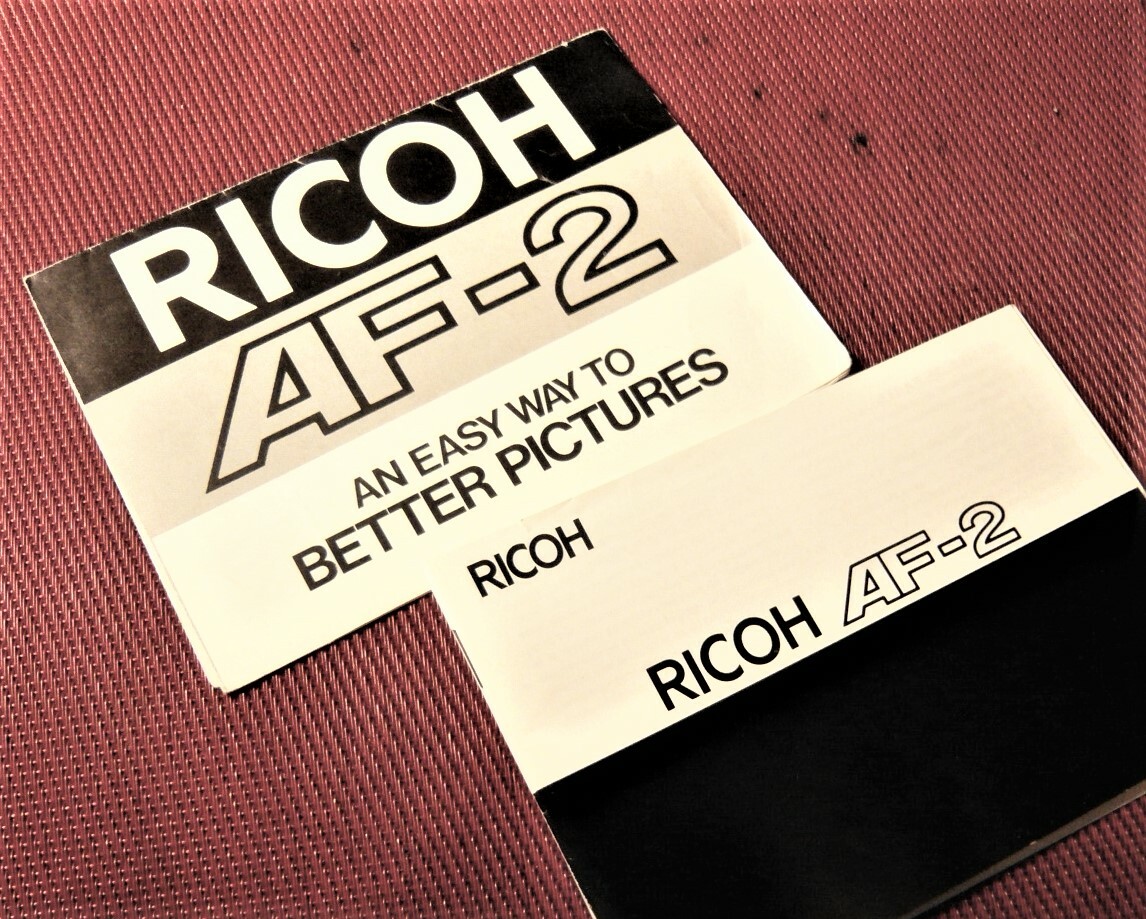 RICOH
AF-2
AN EASY WAY TO
BETTER PICTURES
RICOH
RICOH AF-2